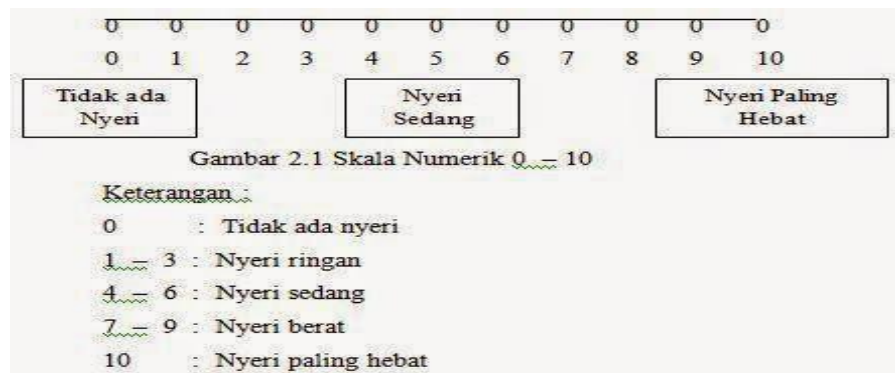 0 0 0 0 0 0 0 0 0 0 0
0 1 2 3 4 5 6 7 8 9 10
Tidak ada Nyeri Nyeri Paling
Nyeri Sedang Hebat
Gambar 2.1 Skala Numerik 0 – 10
Keterangan :
0 : Tidak ada nyeri
1 – 3 : Nyeri ringan
4 – 6 : Nyeri sedang
7 – 9 : Nyeri berat
10 : Nyeri paling hebat